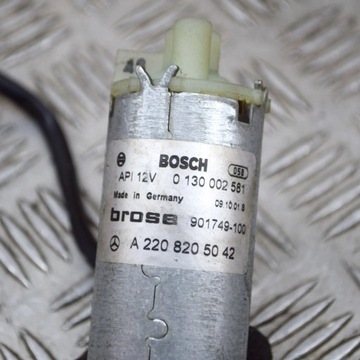 BOSCH 058
API 12V 0 130 002 581
Made in Germany 09 10 01 S
brose 901749-100
A 220 820 50 42